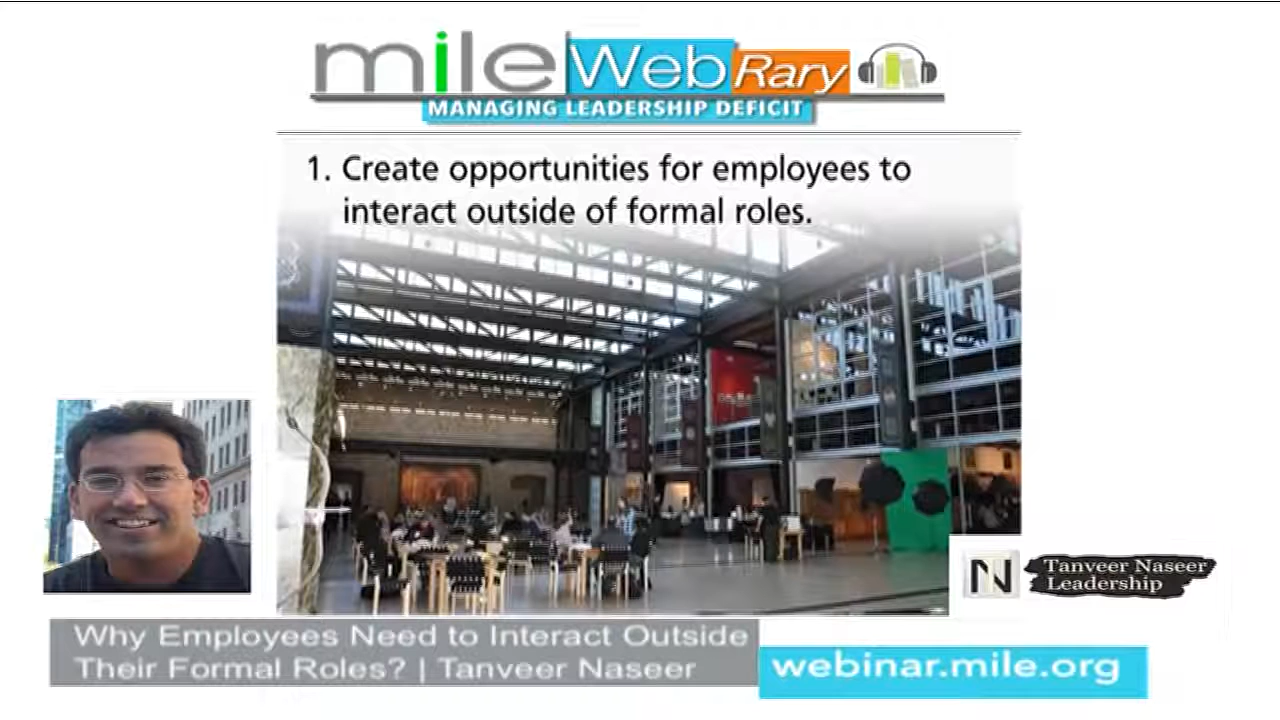 mile WebRary
MANAGING LEADERSHIP DEFICIT
1. Create opportunities for employees to
interact outside of formal roles.
N
Tanveer Naseer
Leadership
Why Employees Need to Interact Outside
Their Formal Roles? | Tanveer Naseer
webinar.mile.org